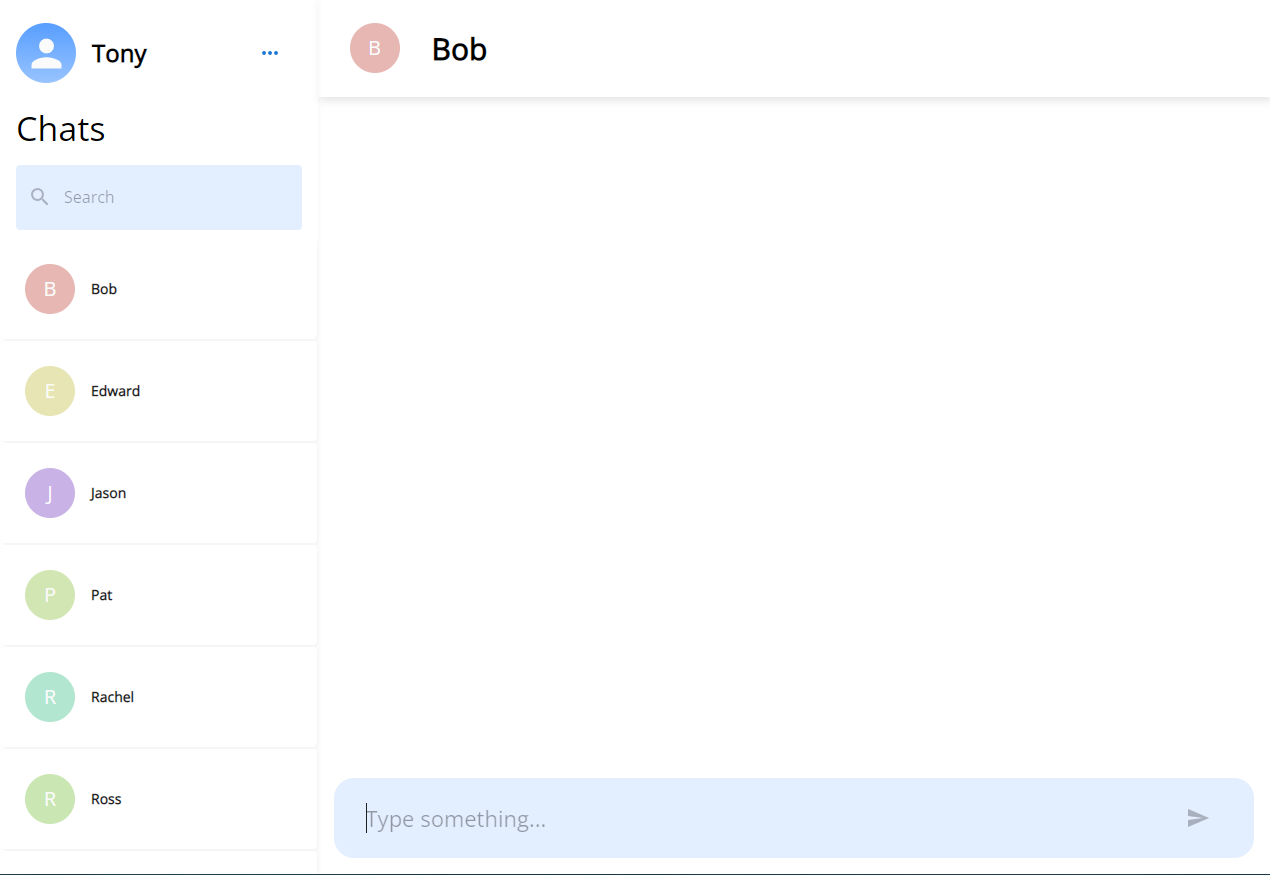 Tony
Chats
Search
B Bob
E Edward
J Jason
P Pat
R Rachel
R Ross
B Bob
Type something...